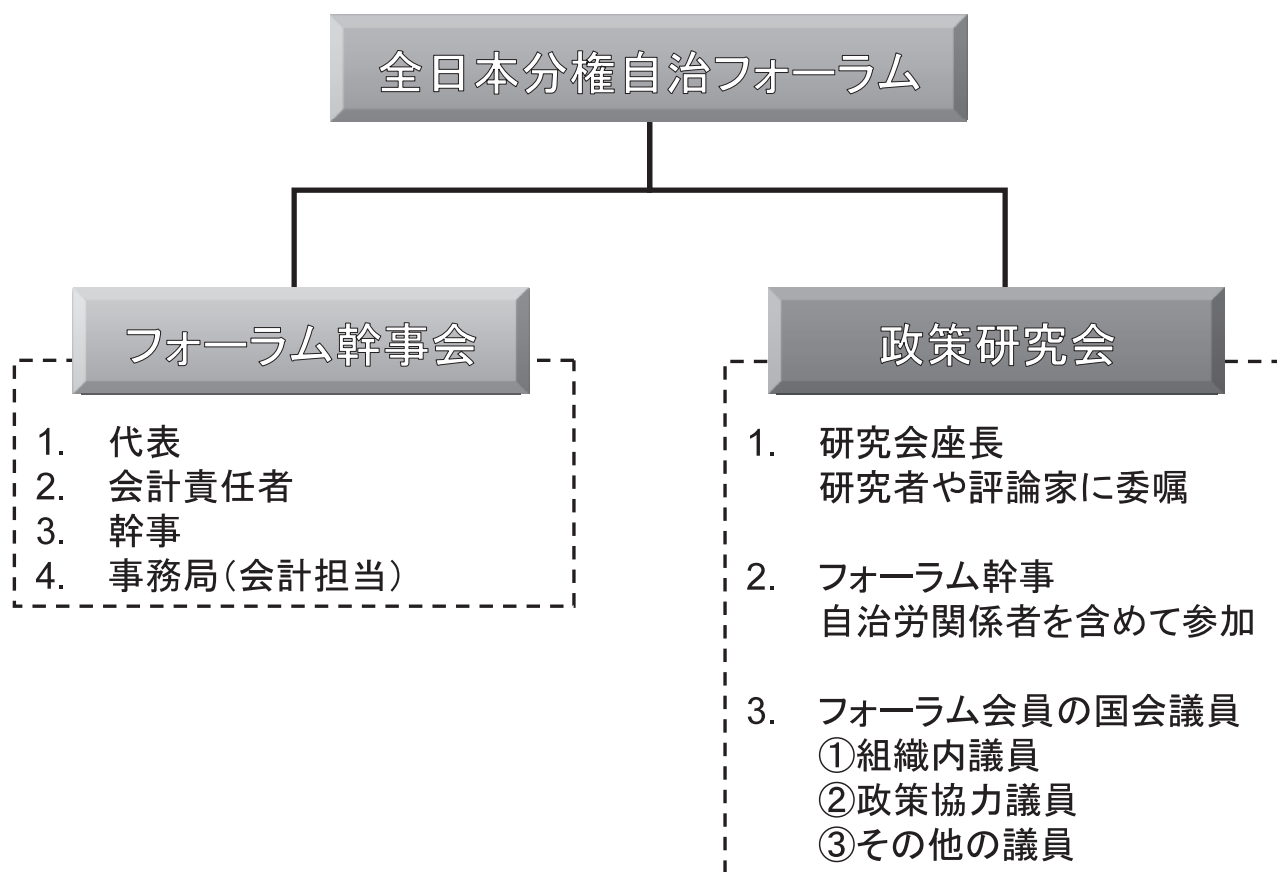 全日本分権自治フォーラム
フォーラム幹事会
1. 代表
2. 会計責任者
3. 幹事
4. 事務局(会計担当)
政策研究会
1. 研究会座長
研究者や評論家に委嘱
2. フォーラム幹事
自治労関係者を含めて参加
3. フォーラム会員の国会議員
①組織内議員
②政策協力議員
③その他の議員